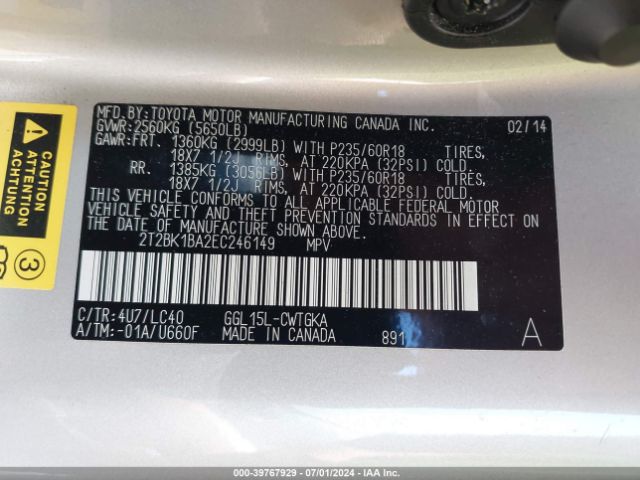 MFD.BY:TOYOTA MOTOR MANUFACTURING CANADA INC. 02/14
GVWR:2560KG (5650LB)
GAWR:FRT. 1360KG (2999LB) WITH P235/60R18 TIRES,
18X7 1/2J RIMS, AT 220KPA (32PSI) COLD
RR. 1385KG (3056LB) WITH P235/60R18 TIRES,
18X7 1/2J RIMS, AT 220KPA (32PSI) COLD
THIS VEHICLE CONFORMS TO ALL APPLICABLE FEDERAL MOTOR
VEHICLE SAFETY AND THEFT PREVENTION STANDARDS IN EFFECT ON
THE DATE OF MANUFACTURE SHOWN ABOVE.
2T2BK1BA2EC246149 MPV
C/TR:4U7/LC40 GGL15L-CWTGKA
A/TM:-01A/U660F MADE IN CANADA 891 A
CAUTION
ACHTUNG
ATTENTION
3
000-39767929 - 07/01/2024 - IAA Inc.